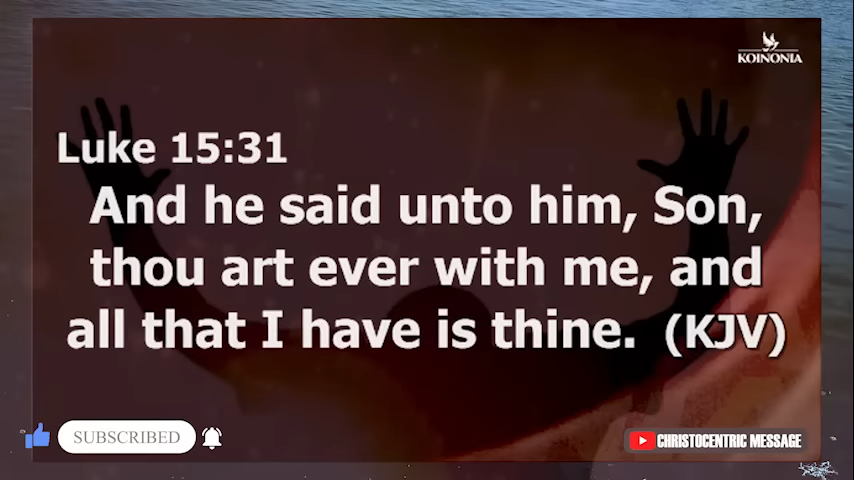 KOINONIA
Luke 15:31
And he said unto him, Son,
thou art ever with me, and
all that I have is thine. (KJV)
SUBSCRIBED
CHRISTOCENTRIC MESSAGE